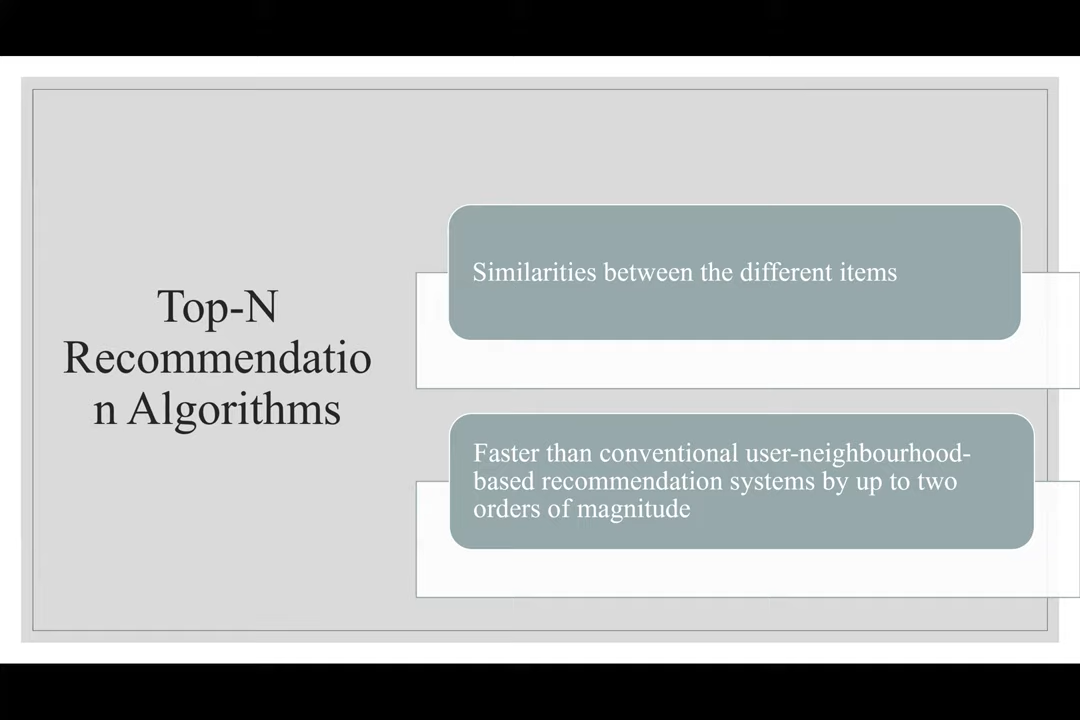 Top-N
Recommendatio
n Algorithms
Similarities between the different items
Faster than conventional user-neighbourhood-
based recommendation systems by up to two
orders of magnitude